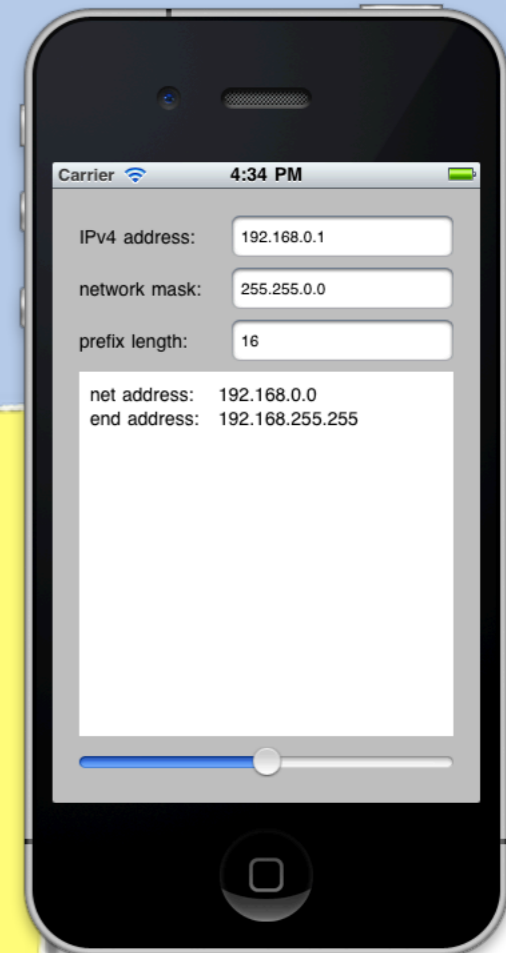 Carrier 4:34 PM
IPv4 address: 192.168.0.1
network mask: 255.255.0.0
prefix length: 16
net address: 192.168.0.0
end address: 192.168.255.255